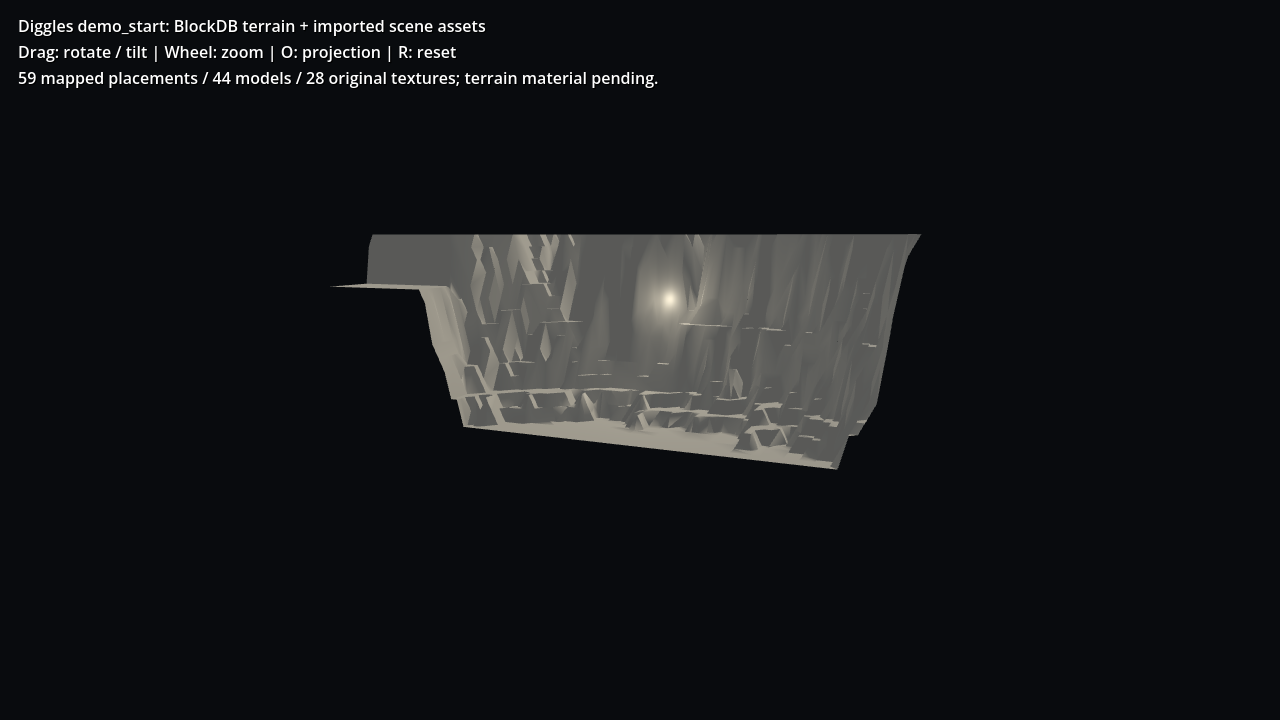 Diggles demo_start: BlockDB terrain + imported scene assets
Drag: rotate / tilt | Wheel: zoom | O: projection | R: reset
59 mapped placements / 44 models / 28 original textures; terrain material pending.